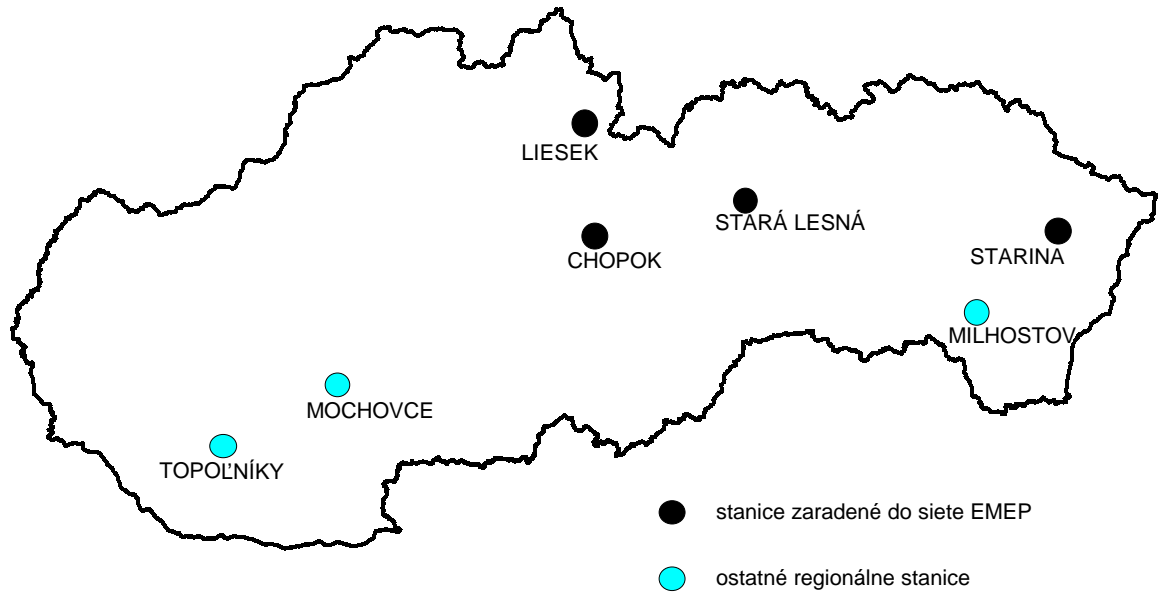 LIESEK
STARÁ LESNÁ
CHOPOK
STARINA
MILHOSTOV
MOCHOVCE
TOPOĽNÍKY
stanice zaradené do siete EMEP
ostatné regionálne stanice